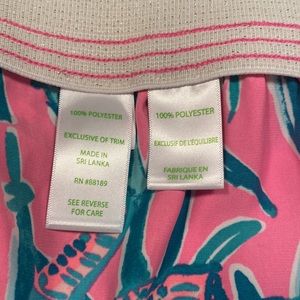 100% POLYESTER
EXCLUSIVE OF TRIM
MADE IN
SRI LANKA
RN #88189
SEE REVERSE
FOR CARE
100% POLYESTER
EXCLUSIF DE L'ÉQUILIBRE
FABRIQUE EN
SRI LANKA